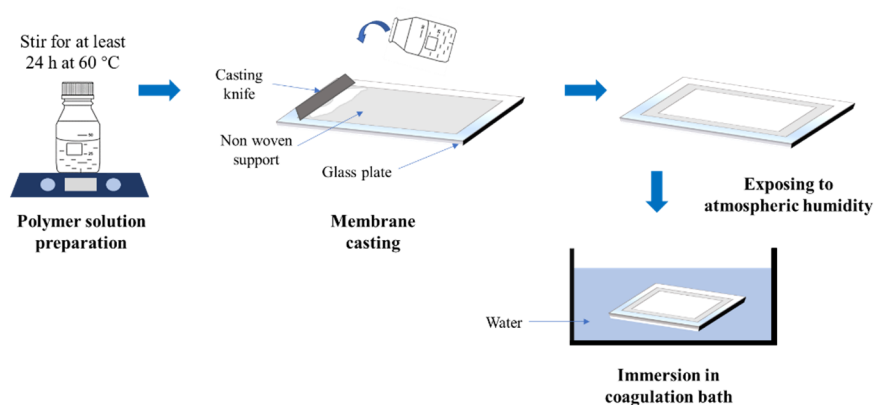 Stir for at least
24 h at 60 °C
Polymer solution
preparation
Casting
knife
Non woven
support
Glass plate
Membrane
casting
Exposing to
atmospheric humidity
Water
Immersion in
coagulation bath